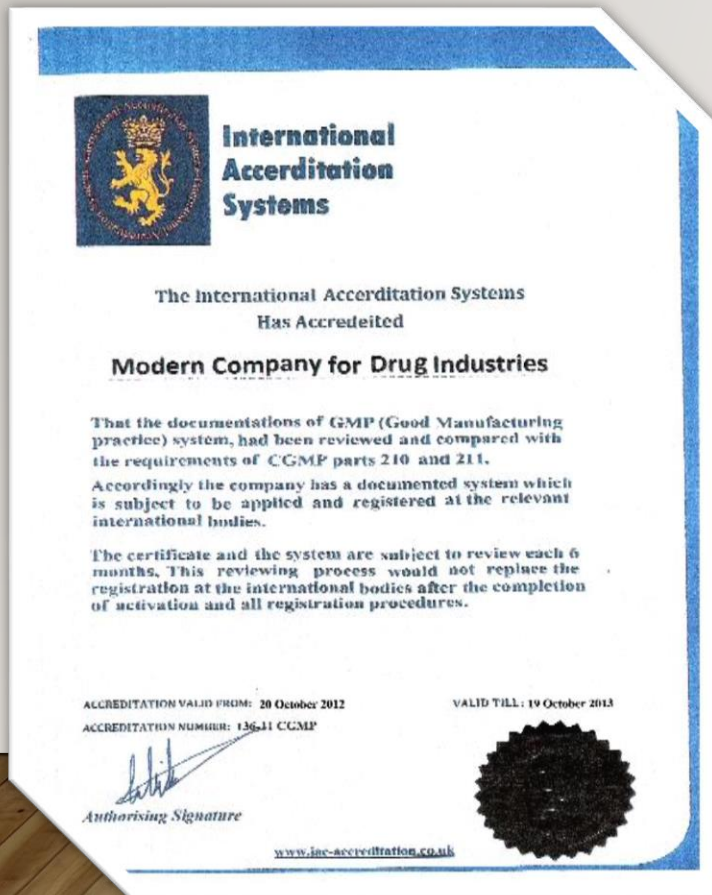 International
Accerditation
Systems
The International Accerditation Systems
Has Accredeited
Modern Company for Drug Industries
That the documentations of GMP (Good Manufacturing
practice) system, had been reviewed and compared with
the requirements of CGMP parts 210 and 211.
Accordingly the company has a documented system which
is subject to be applied and registered at the relevant
international bodies.
The certificate and the system are subject to review each 6
months. This reviewing process would not replace the
registration at the international bodies after the completion
of activation and all registration procedures.
ACCREDITATION VALID FROM: 20 October 2012
VALID TILL: 19 October 2013
ACCREDITATION NUMBER: 136-11 CGMP
Authorising Signature
www.iac-accreditation.co.uk